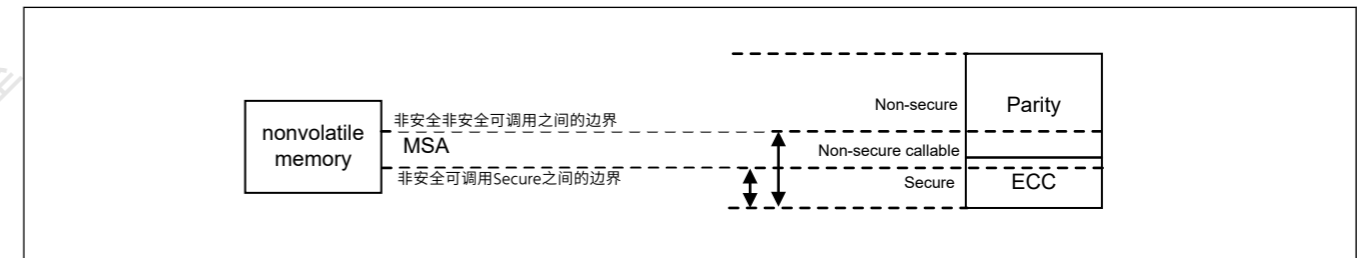 Non-secure
Parity
非安全非安全可调用之间的边界
nonvolatile
memory
MSA
Non-secure callable
非安全可调用Secure之间的边界
Secure
ECC